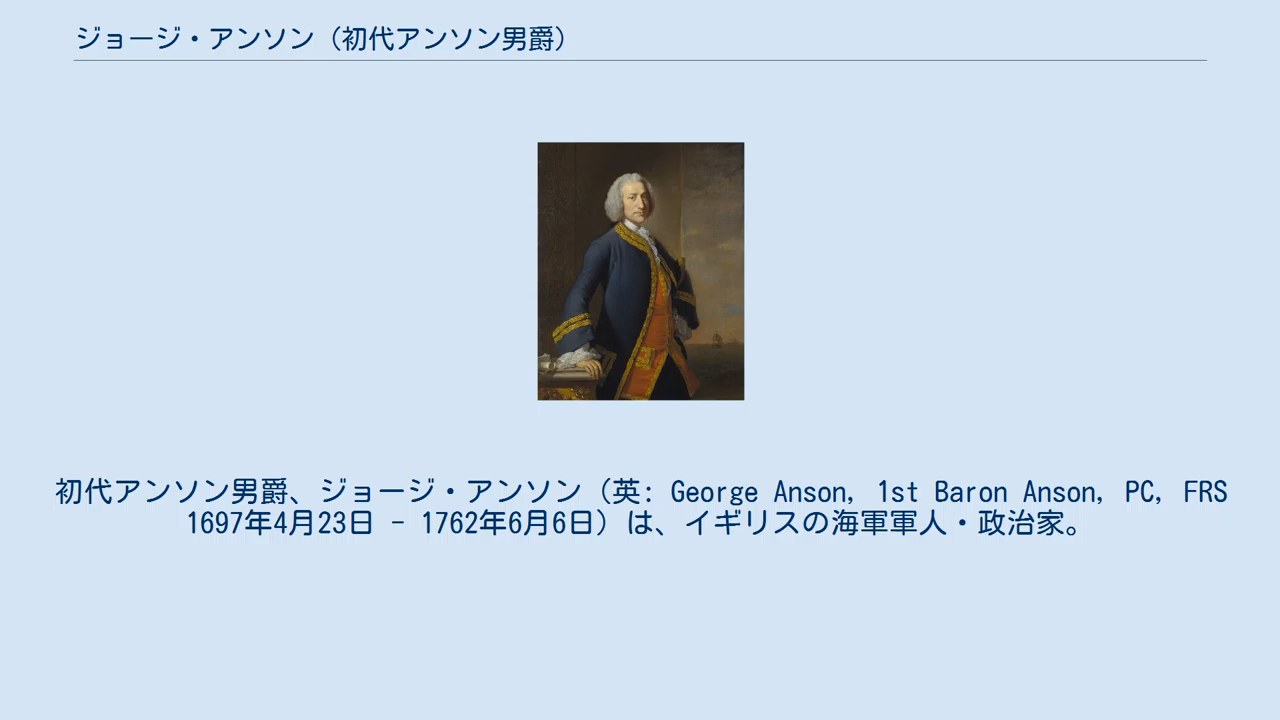 ジョージ・アンソン（初代アンソン男爵）
初代アンソン男爵、ジョージ・アンソン（英: George Anson, 1st Baron Anson, PC, FRS
1697年4月23日 - 1762年6月6日）は、イギリスの海軍軍人・政治家。